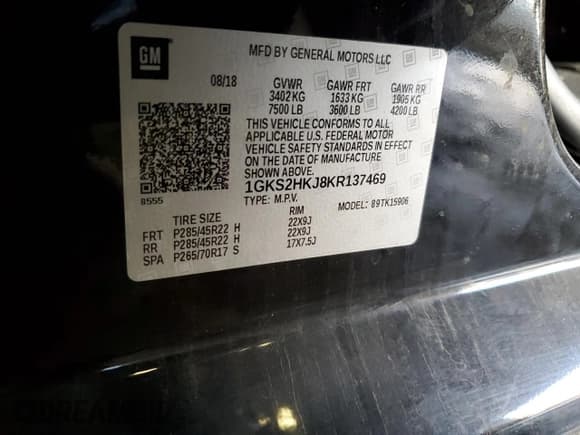 GM
MFD BY GENERAL MOTORS LLC
08/18 GVWR GAWR FRT GAWR RR
3402 KG 1633 KG 1905 KG
7500 LB 3600 LB 4200 LB
THIS VEHICLE CONFORMS TO ALL
APPLICABLE U.S. FEDERAL MOTOR
VEHICLE SAFETY STANDARDS IN EFFECT
ON THE DATE OF MANUFACTURE
SHOWN ABOVE.
1GKS2HKJ8KR137469
8555 TYPE: M.P.V. MODEL: 89TK15906
TIRE SIZE RIM
FRT P285/45R22 H 22X9J
RR P285/45R22 H 22X9J
SPA P265/70R17 S 17X7.5J